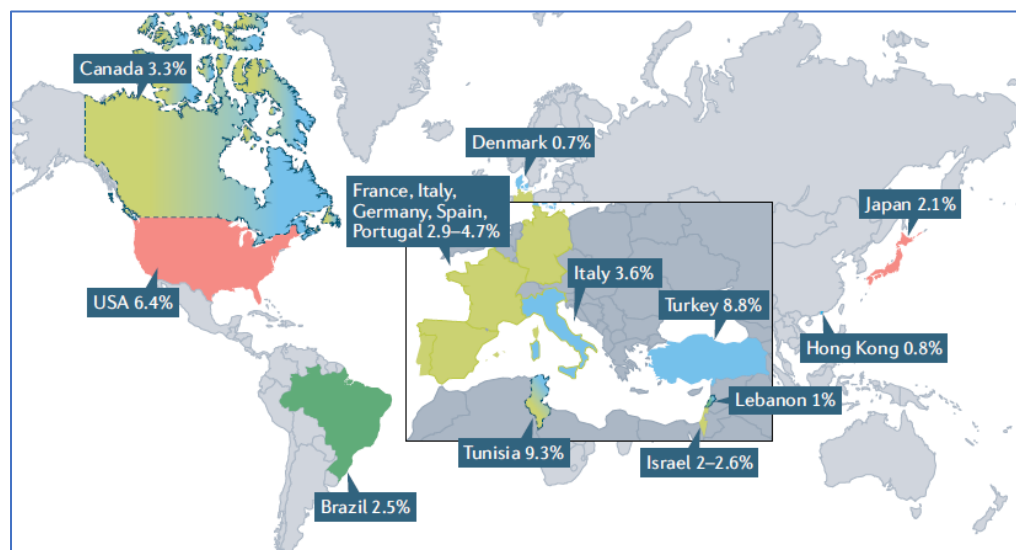 Canada 3.3%
Denmark 0.7%
France, Italy,
Germany, Spain,
Portugal 2.9–4.7%
Japan 2.1%
Italy 3.6%
USA 6.4%
Turkey 8.8%
Hong Kong 0.8%
Lebanon 1%
Tunisia 9.3%
Israel 2–2.6%
Brazil 2.5%